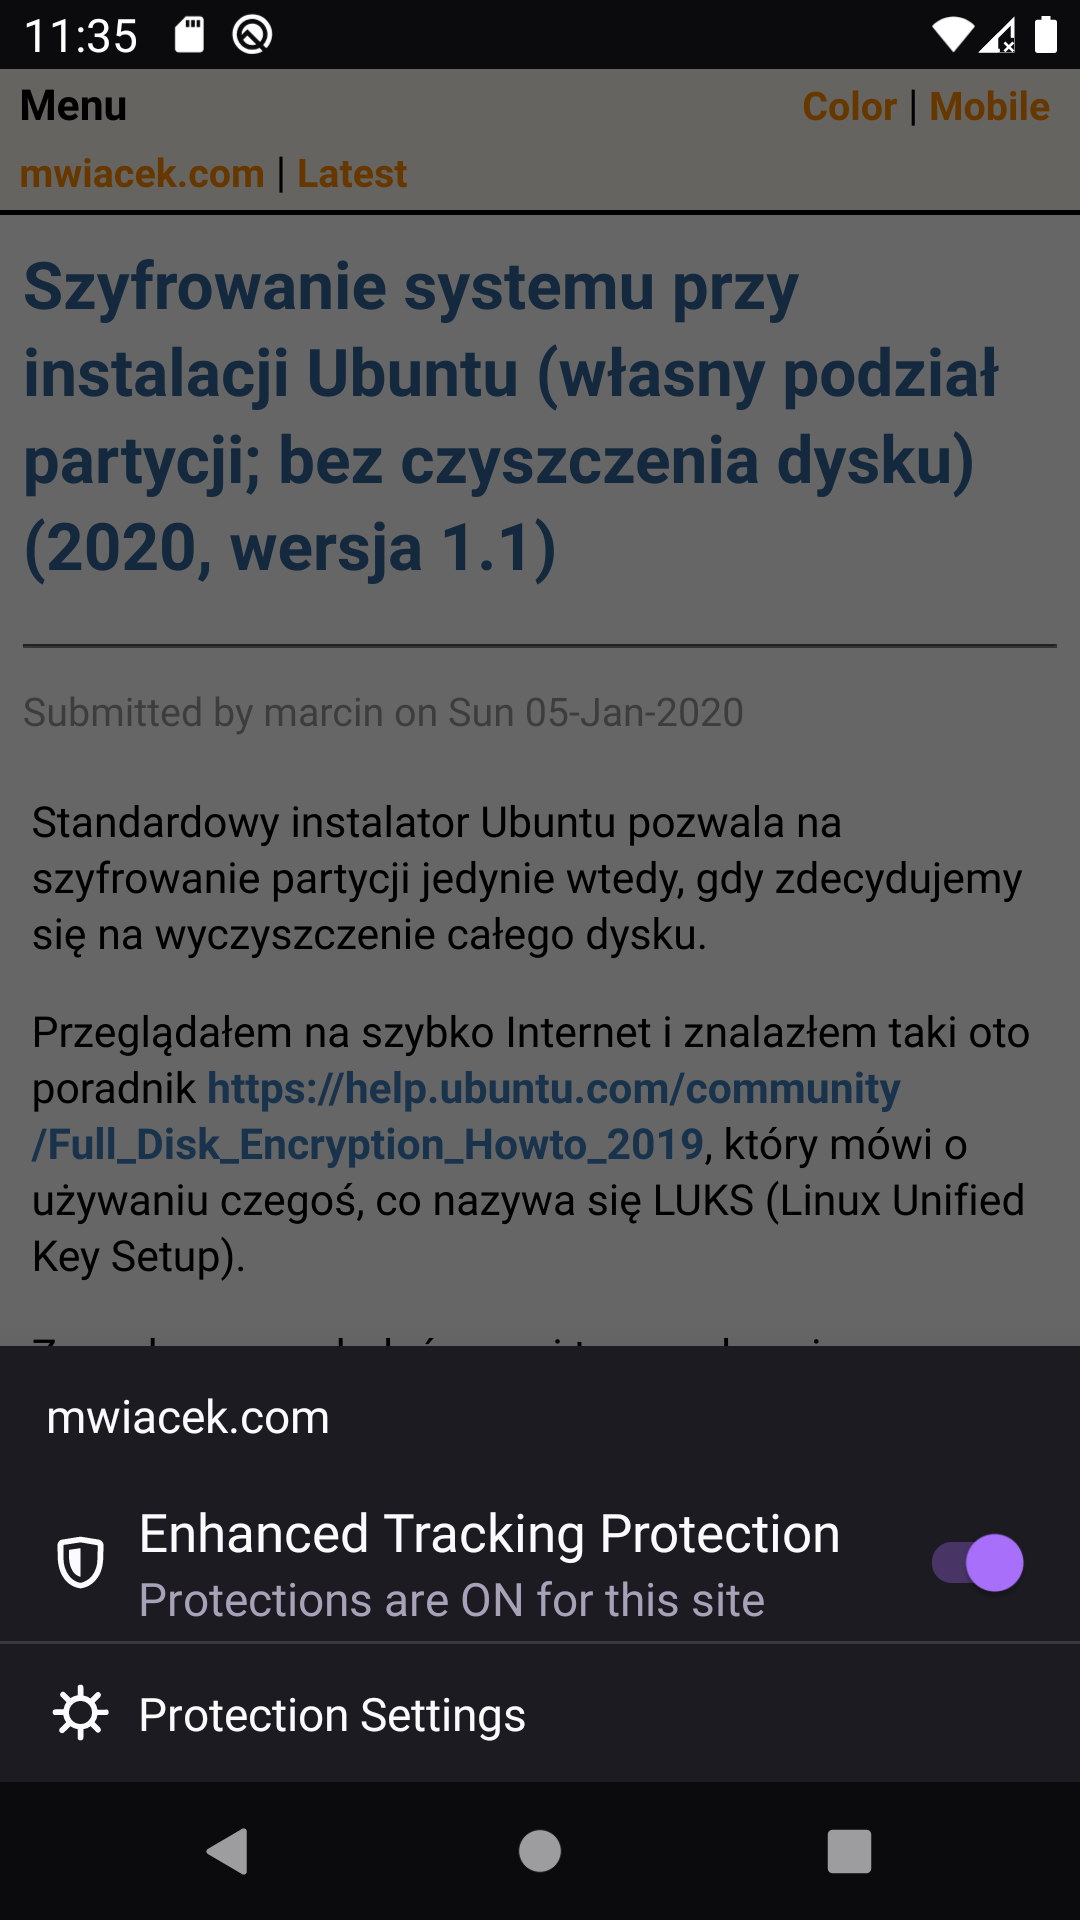 11:35
Menu
Color | Mobile
mwiacek.com | Latest
Szyfrowanie systemu przy
instalacji Ubuntu (własny podział
partycji; bez czyszczenia dysku)
(2020, wersja 1.1)
Submitted by marcin on Sun 05-Jan-2020
Standardowy instalator Ubuntu pozwala na
szyfrowanie partycji jedynie wtedy, gdy zdecydujemy
się na wyczyszczenie całego dysku.
Przeglądałem na szybko Internet i znalazłem taki oto
poradnik https://help.ubuntu.com/community
/Full_Disk_Encryption_Howto_2019, który mówi o
używaniu czegoś, co nazywa się LUKS (Linux Unified
Key Setup).
mwiacek.com
Enhanced Tracking Protection
Protections are ON for this site
Protection Settings